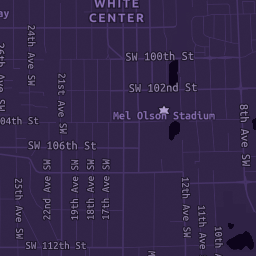 WHITE
CENTER
ay
SW 100th St
24th Ave SW
26th Ave SW
SW 102nd St
21st Ave SW
Mel Olson Stadium
04th St
8th Ave SW
SW 106th St
25th Ave SW
22nd Ave SW
19th Ave SW
18th Ave SW
17th Ave SW
12th Ave SW
11th Ave
10th A
SW 112th St